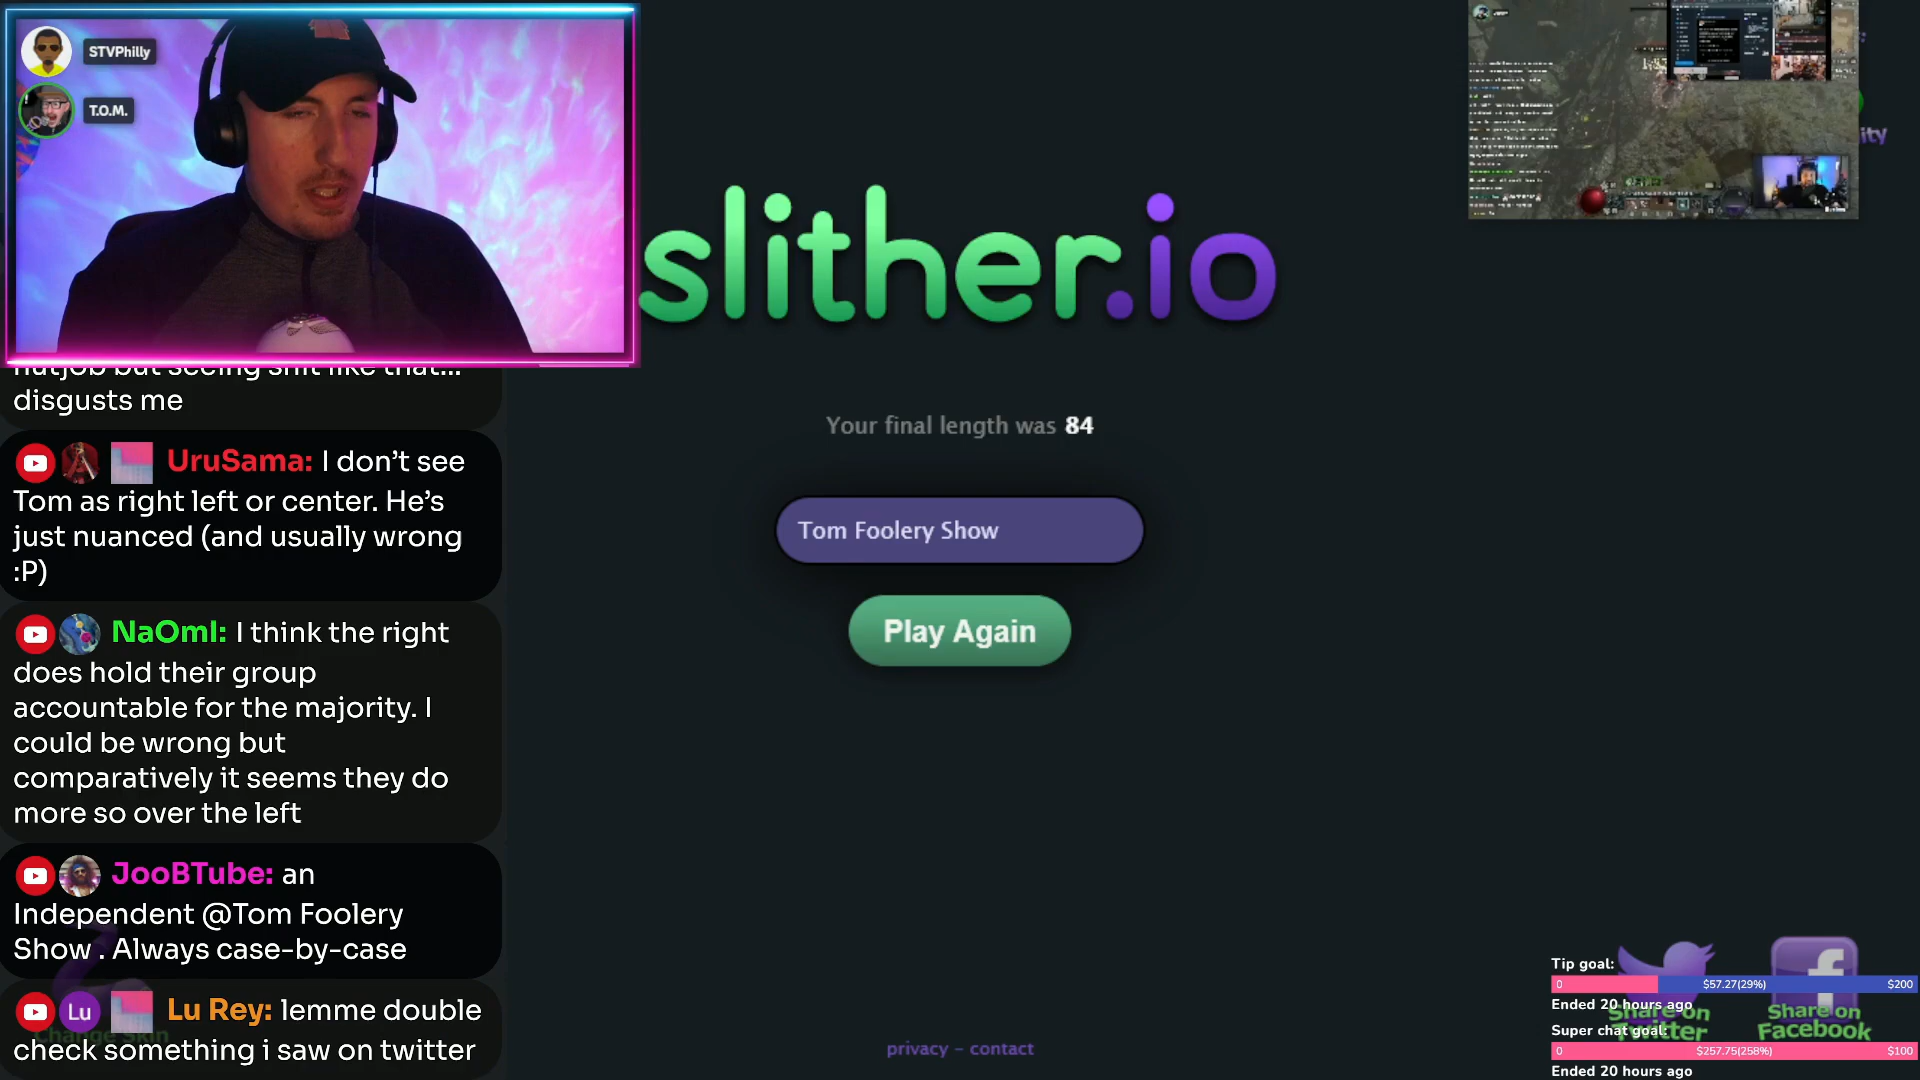 STVPhilly
T.O.M.
slither.io
Your final length was 84
Tom Foolery Show
Play Again
disgusts me
UruSama: I don't see
Tom as right left or center. He's
just nuanced (and usually wrong
:P)
NaOmI: I think the right
does hold their group
accountable for the majority. I
could be wrong but
comparatively it seems they do
more so over the left
JooBTube: an
Independent @Tom Foolery
Show . Always case-by-case
Lu
Lu Rey: lemme double
check something i saw on twitter
Change Skin
privacy - contact
Tip goal:
0 $57.27(29%) $200
Ended 20 hours ago
Super chat goal:
0 $257.75(258%) $100
Ended 20 hours ago
Share on
Twitter
Share on
Facebook